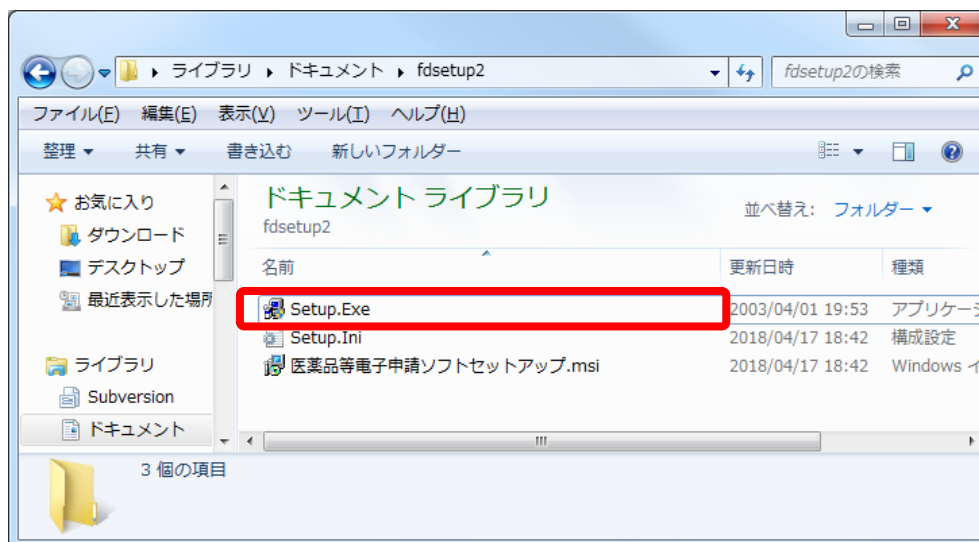 ライブラリ ▸ ドキュメント ▸ fdsetup2
fdsetup2の検索
ファイル(F) 編集(E) 表示(V) ツール(T) ヘルプ(H)
整理 共有 書き込む 新しいフォルダー
お気に入り
ダウンロード
デスクトップ
最近表示した場所
ライブラリ
Subversion
ドキュメント
ドキュメント ライブラリ
fdsetup2
並べ替え: フォルダー
名前 更新日時 種類
Setup.Exe 2003/04/01 19:53 アプリケーシ
Setup.Ini 2018/04/17 18:42 構成設定
医薬品等電子申請ソフトセットアップ.msi 2018/04/17 18:42 Windows イ
3 個の項目